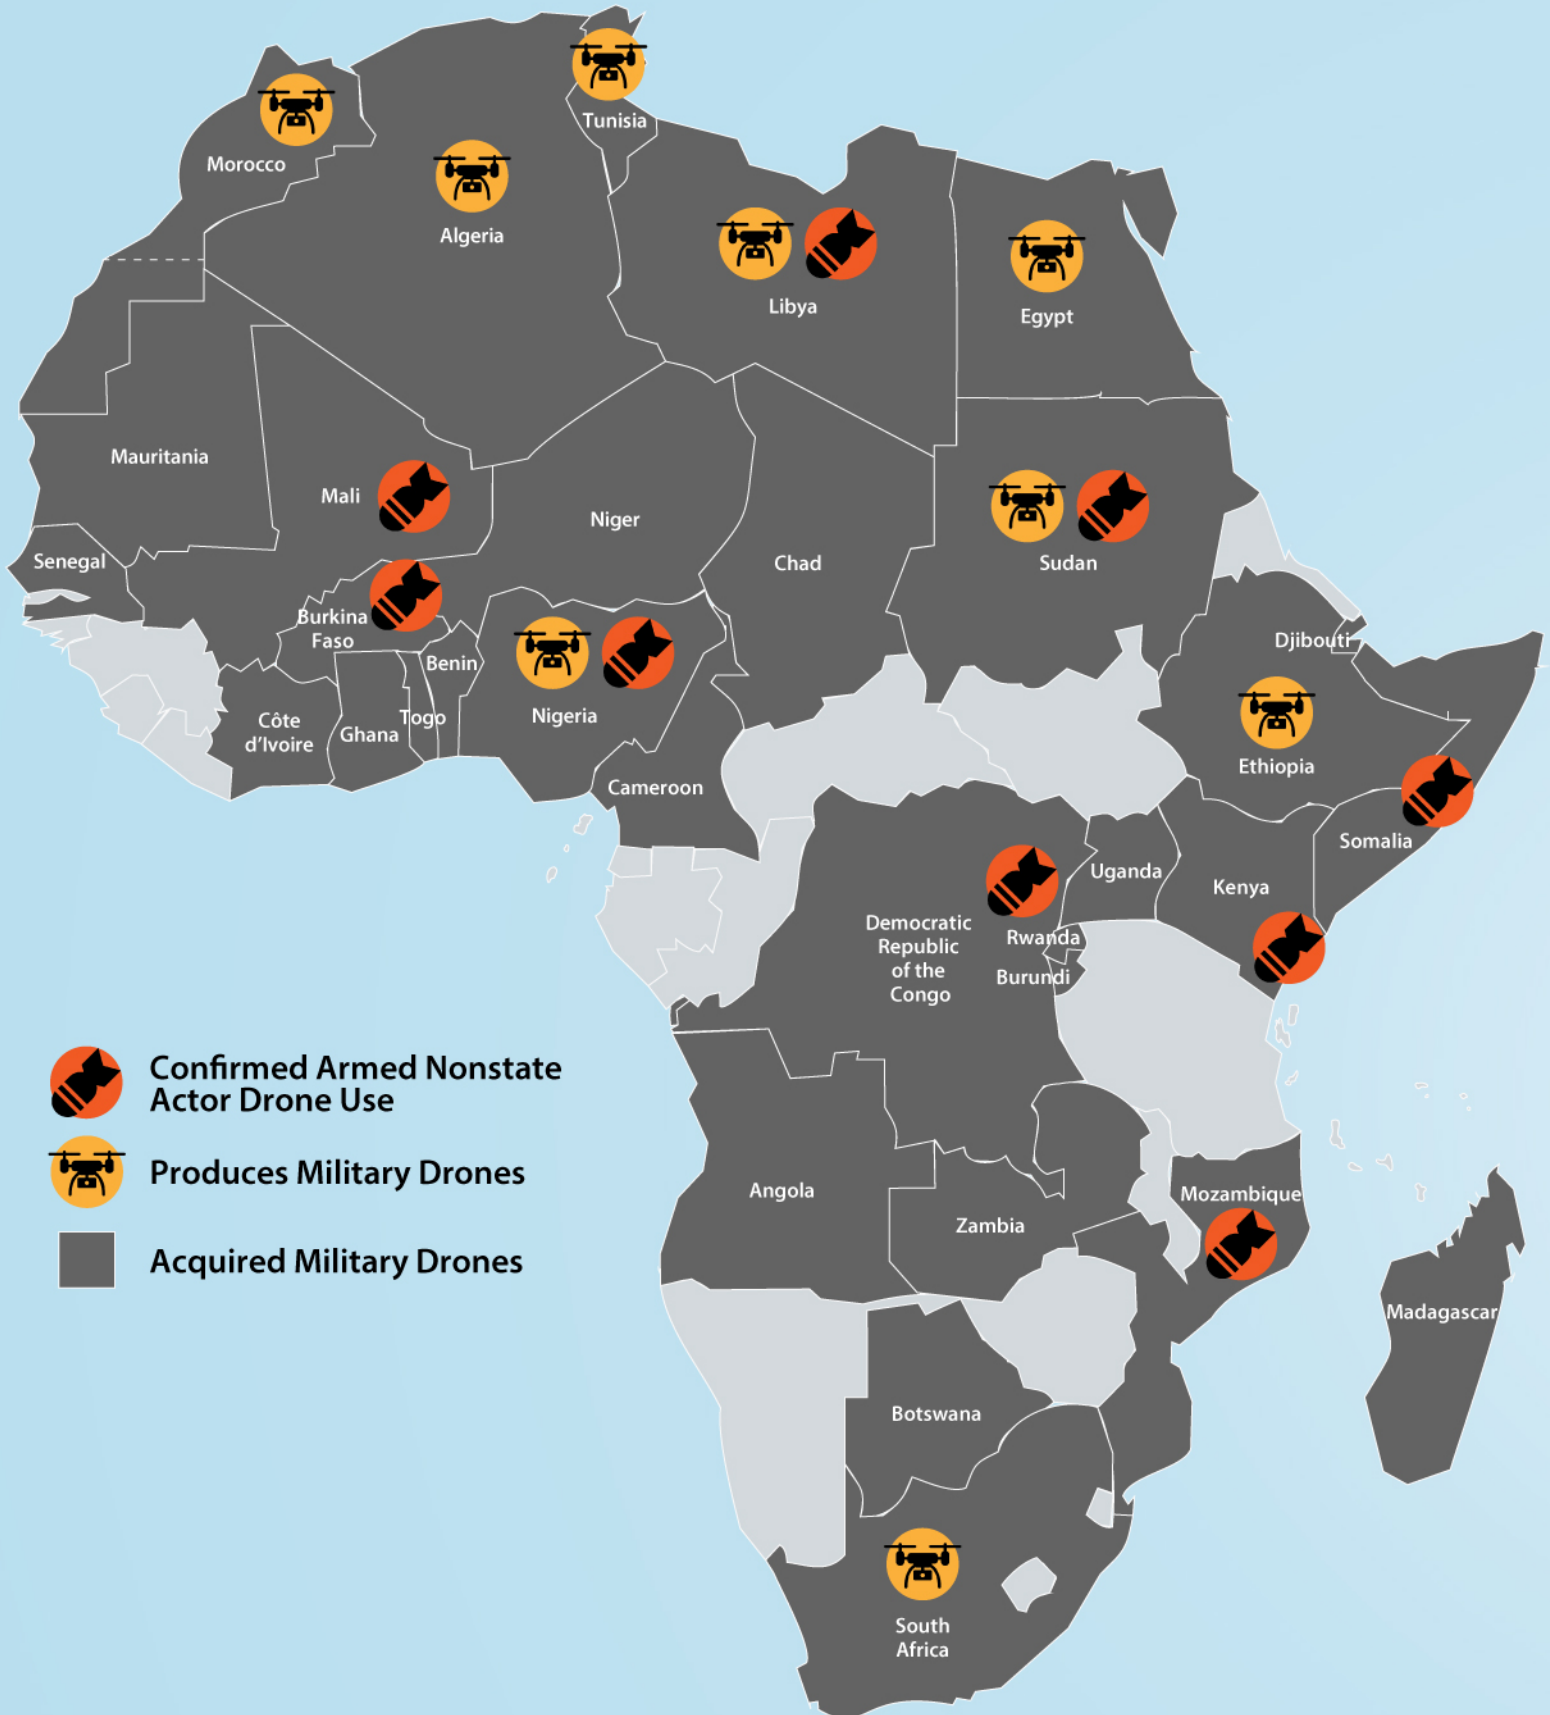 Tunisia
Morocco
Algeria
Libya
Egypt
Mauritania
Mali
Niger
Senegal
Chad
Sudan
Burkina
Faso
Djibouti
Benin
Nigeria
Togo
Côte
d'Ivoire
Ghana
Ethiopia
Cameroon
Somalia
Uganda
Kenya
Democratic
Republic
of the
Congo
Rwanda
Burundi
Confirmed Armed Nonstate
Actor Drone Use
Produces Military Drones
Acquired Military Drones
Angola
Mozambique
Zambia
Madagascar
Botswana
South
Africa